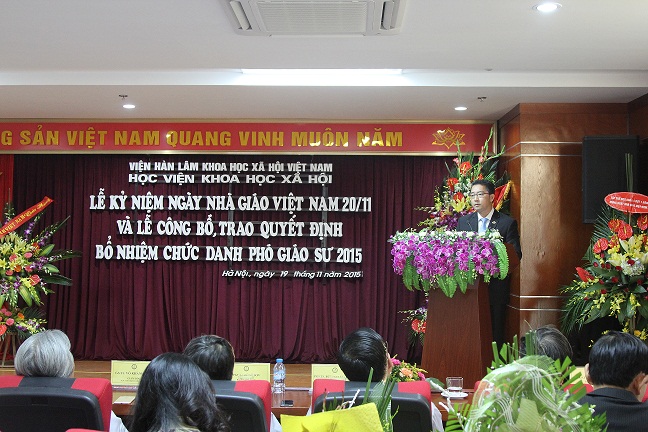 NG SẢN VIỆT NAM QUANG VINH MUÔN NĂM
VIỆN HÀN LÂM KHOA HỌC XÃ HỘI VIỆT NAM
HỌC VIỆN KHOA HỌC XÃ HỘI
LỄ KỶ NIỆM NGÀY NHÀ GIÁO VIỆT NAM 20/11
VÀ LỄ CÔNG BỐ, TRAO QUYẾT ĐỊNH
BỔ NHIỆM CHỨC DANH PHÓ GIÁO SƯ 2015
Hà Nội, ngày 19 tháng 11 năm 2015